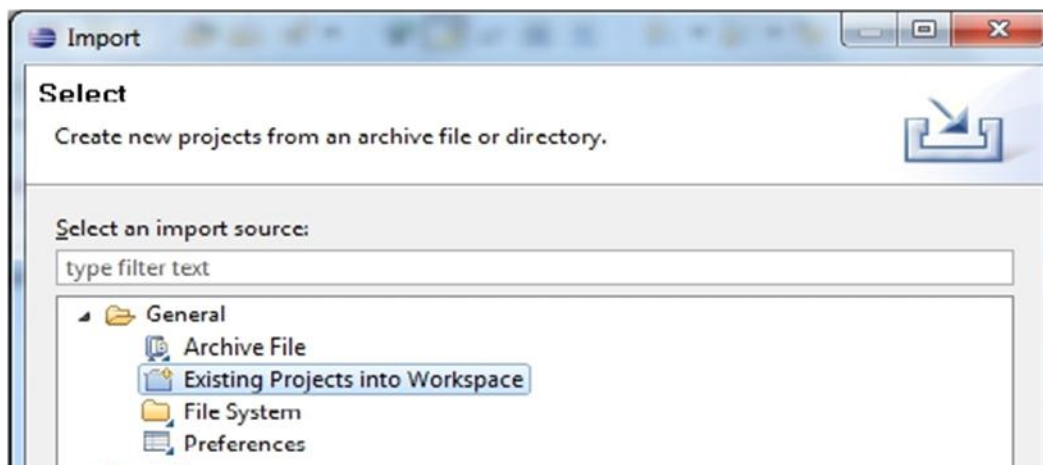 Import
Select
Create new projects from an archive file or directory.
Select an import source:
type filter text
General
Archive File
Existing Projects into Workspace
File System
Preferences